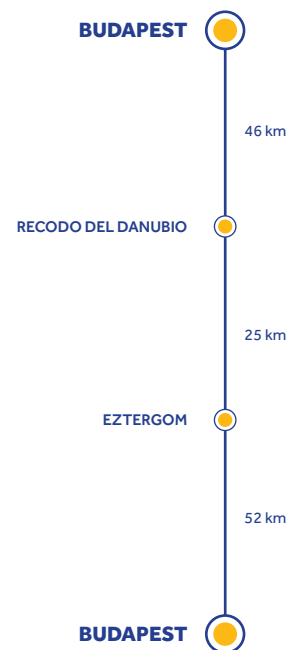 BUDAPEST
46 km
RECODO DEL DANUBIO
25 km
EZTERGOM
52 km
BUDAPEST